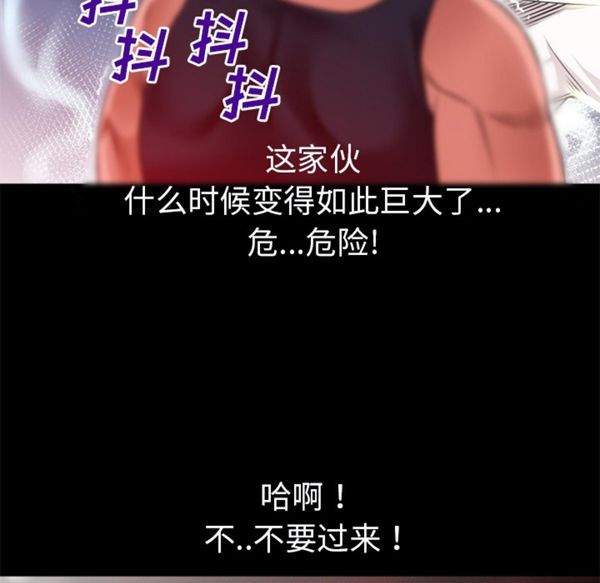 抖
抖
抖
抖
这家伙
什么时候变得如此巨大了...
危...危险!
哈啊！
不..不要过来！